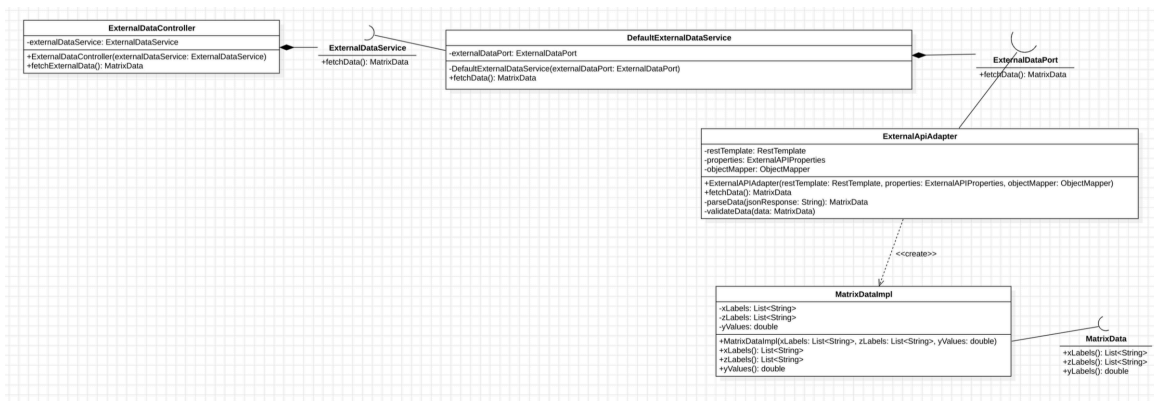 ExternalDataController
-externalDataService: ExternalDataService
+ExternalDataController(externalDataService: ExternalDataService)
+fetchExternalData(): MatrixData
ExternalDataService
+fetchData(): MatrixData
DefaultExternalDataService
-externalDataPort: ExternalDataPort
-DefaultExternalDataService(externalDataPort: ExternalDataPort)
+fetchData(): MatrixData
ExternalDataPort
+fetchData(): MatrixData
ExternalApiAdapter
-restTemplate: RestTemplate
-properties: ExternalAPIProperties
-objectMapper: ObjectMapper
+ExternalAPIAdapter(restTemplate: RestTemplate, properties: ExternalAPIProperties, objectMapper: ObjectMapper)
+fetchData(): MatrixData
-parseData(jsonResponse: String): MatrixData
-validateData(data: MatrixData)
<<create>>
MatrixDataImpl
-xLabels: List<String>
-zLabels: List<String>
-yValues: double
+MatrixDataImpl(xLabels: List<String>, zLabels: List<String>, yValues: double)
+xLabels(): List<String>
+zLabels(): List<String>
+yValues(): double
MatrixData
+xLabels(): List<String>
+zLabels(): List<String>
+yLabels(): double